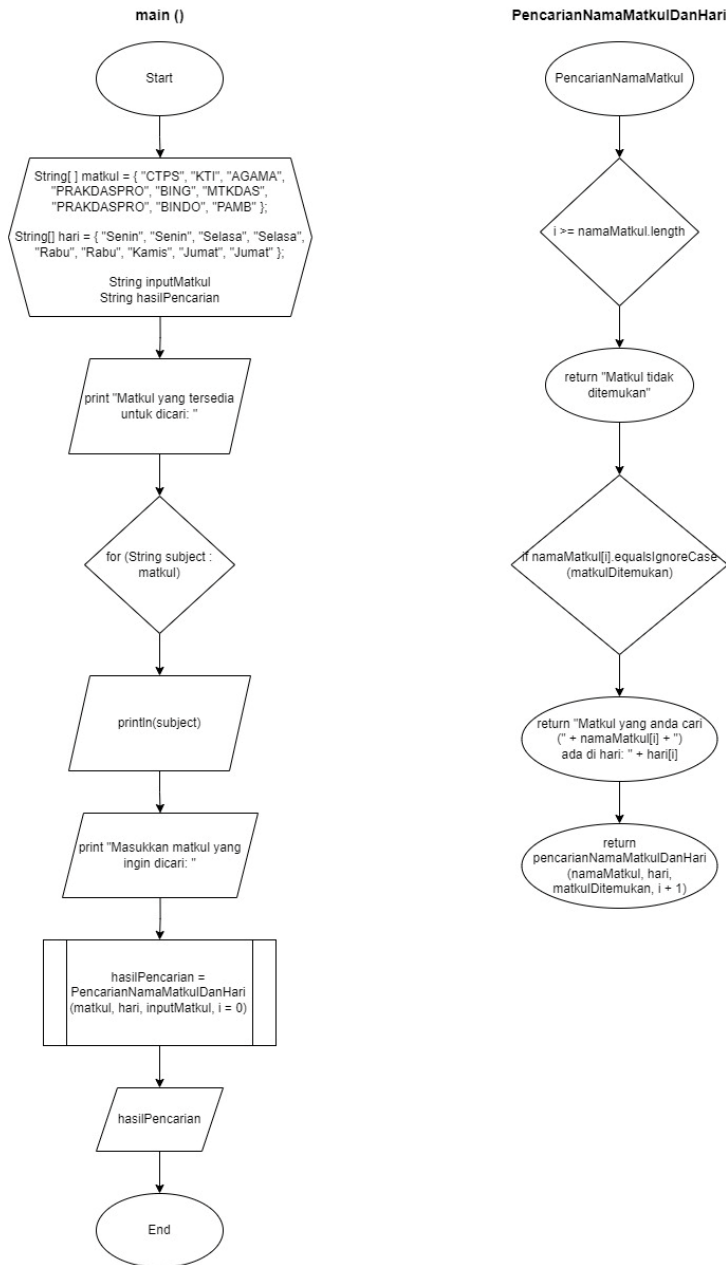 main ()
Start
String[ ] matkul = { "CTPS", "KTI", "AGAMA",
"PRAKDASPRO", "BING", "MTKDAS",
"PRAKDASPRO", "BINDO", "PAMB" };
String[] hari = { "Senin", "Senin", "Selasa", "Selasa",
"Rabu", "Rabu", "Kamis", "Jumat", "Jumat" };
String inputMatkul
String hasilPencarian
print "Matkul yang tersedia
untuk dicari: "
for (String subject :
matkul)
println(subject)
print "Masukkan matkul yang
ingin dicari: "
hasilPencarian =
PencarianNamaMatkulDanHari
(matkul, hari, inputMatkul, i = 0)
hasilPencarian
End
PencarianNamaMatkulDanHari
PencarianNamaMatkul
i >= namaMatkul.length
return "Matkul tidak
ditemukan"
if namaMatkul[i].equalsIgnoreCase
(matkulDitemukan)
return "Matkul yang anda cari
(" + namaMatkul[i] + ")
ada di hari: " + hari[i]
return
pencarianNamaMatkulDanHari
(namaMatkul, hari,
matkulDitemukan, i + 1)